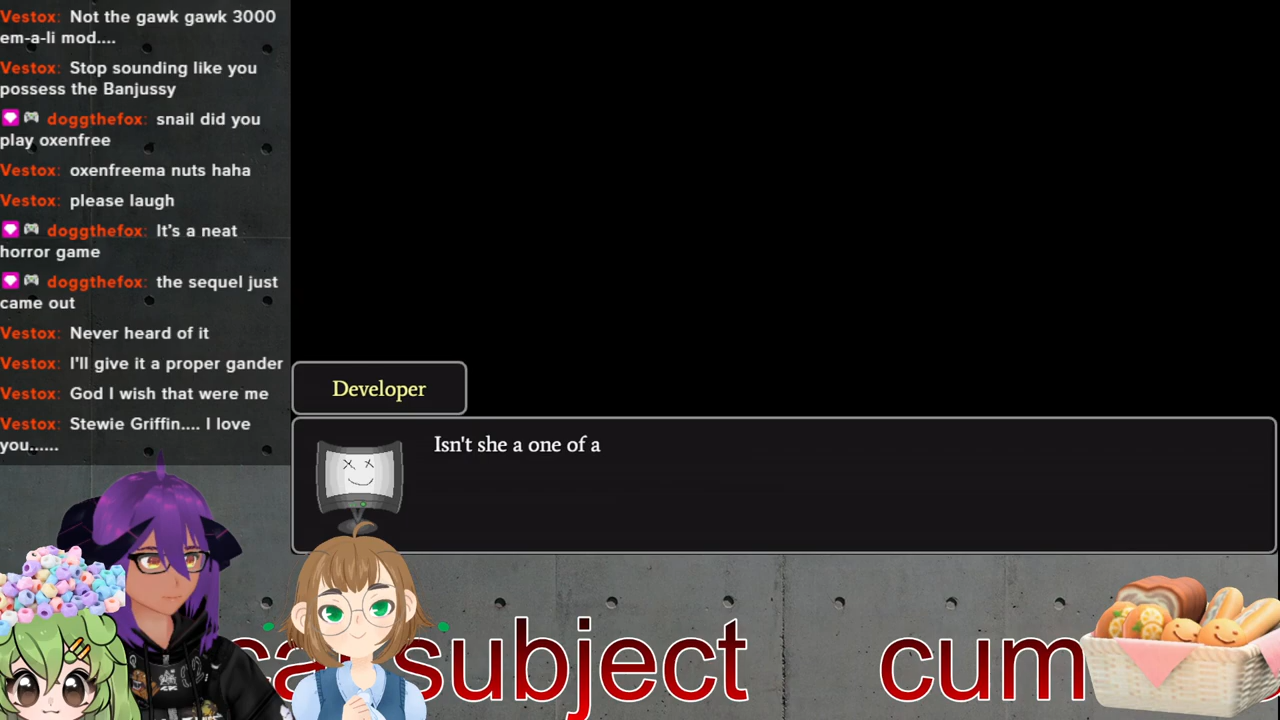 Vestox: Not the gawk gawk 3000
em-a-li mod....
Vestox: Stop sounding like you
possess the Banjussy
doggthefox: snail did you
play oxenfree
Vestox: oxenfreema nuts haha
Vestox: please laugh
doggthefox: It's a neat
horror game
doggthefox: the sequel just
came out
Vestox: Never heard of it
Vestox: I'll give it a proper gander
Vestox: God I wish that were me
Vestox: Stewie Griffin.... I love
you......
Developer
Isn't she a one of a
subject cum